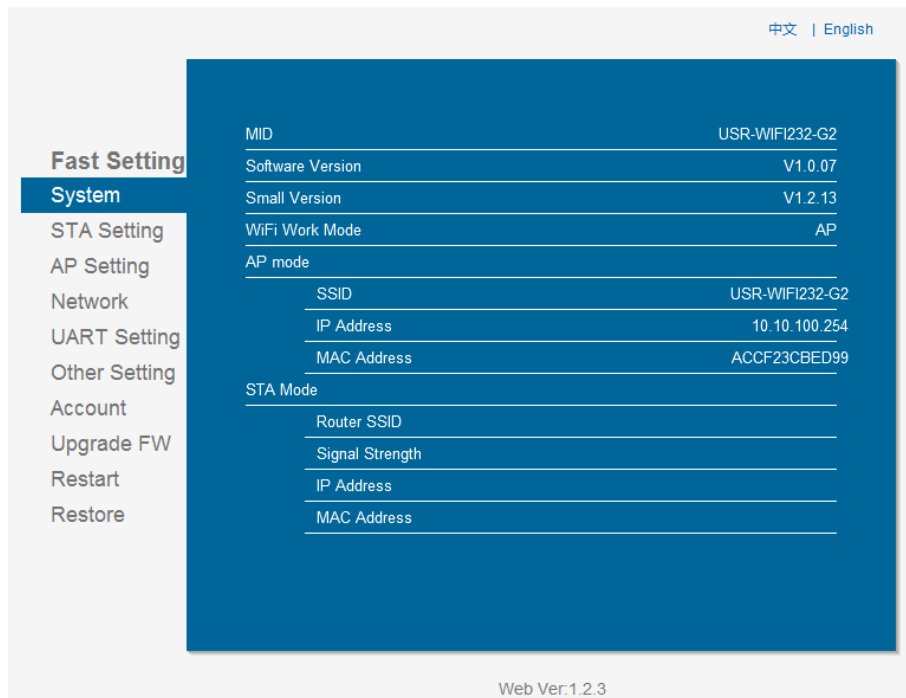 中文 | English
Fast Setting
System
STA Setting
AP Setting
Network
UART Setting
Other Setting
Account
Upgrade FW
Restart
Restore
MID USR-WIFI232-G2
Software Version V1.0.07
Small Version V1.2.13
WiFi Work Mode AP
AP mode
SSID USR-WIFI232-G2
IP Address 10.10.100.254
MAC Address ACCF23CBED99
STA Mode
Router SSID
Signal Strength
IP Address
MAC Address
Web Ver:1.2.3